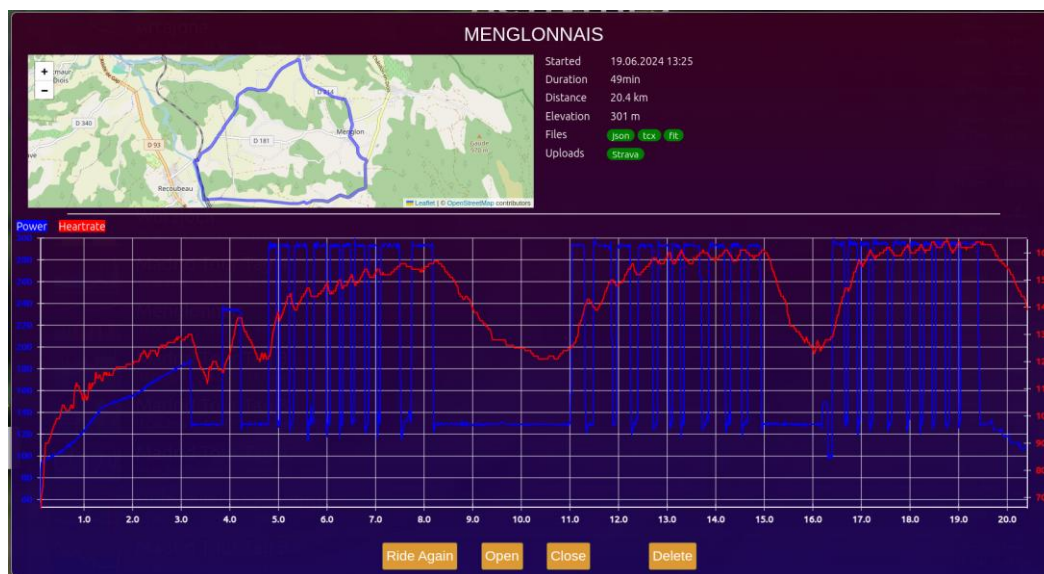 MENGLONNAIS
+
−
D 340
D 93
D 181
Menglon
Recoubeau
Leaflet | © OpenStreetMap contributors
Started 19.06.2024 13:25
Duration 49min
Distance 20.4 km
Elevation 301 m
Files json tcx fit
Uploads Strava
Power Heartrate
1.0 2.0 3.0 4.0 5.0 6.0 7.0 8.0 9.0 10.0 11.0 12.0 13.0 14.0 15.0 16.0 17.0 18.0 19.0 20.0
Ride Again Open Close Delete